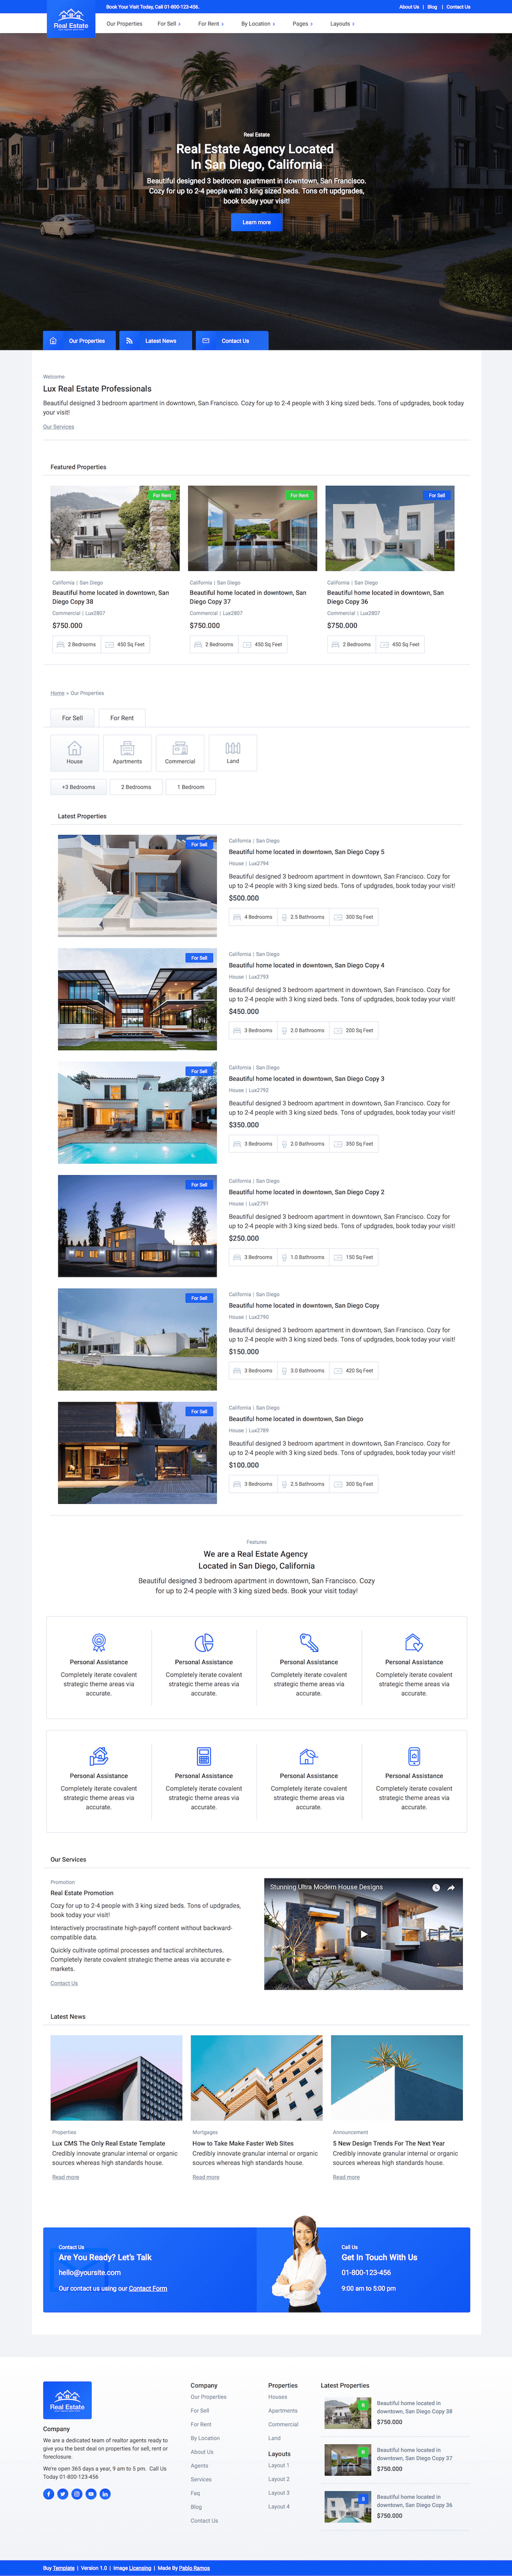 Book Your Visit Today, Call 01-800-123-456.
About Us | Blog | Contact Us
Real Estate
Our Properties For Sell For Rent By Location Pages Layouts
Real Estate
Real Estate Agency Located
In San Diego, California
Beautiful designed 3 bedroom apartment in downtown, San Francisco.
Cozy for up to 2-4 people with 3 king sized beds. Tons oft updgrades,
book today your visit!
Learn more
Our Properties
Latest News
Contact Us
Welcome
Lux Real Estate Professionals
Beautiful designed 3 bedroom apartment in downtown, San Francisco. Cozy for up to 2-4 people with 3 king sized beds. Tons of updgrades, book today
your visit!
Our Services
Featured Properties
For Rent
California | San Diego
Beautiful home located in downtown, San
Diego Copy 38
Commercial | Lux2807
$750.000
2 Bedrooms 450 Sq Feet
For Rent
California | San Diego
Beautiful home located in downtown, San
Diego Copy 37
Commercial | Lux2807
$750.000
2 Bedrooms 450 Sq Feet
For Sell
California | San Diego
Beautiful home located in downtown, San
Diego Copy 36
Commercial | Lux2807
$750.000
2 Bedrooms 450 Sq Feet
Home » Our Properties
For Sell For Rent
House Apartments Commercial Land
+3 Bedrooms 2 Bedrooms 1 Bedroom
Latest Properties
For Sell
California | San Diego
Beautiful home located in downtown, San Diego Copy 5
House | Lux2794
Beautiful designed 3 bedroom apartment in downtown, San Francisco. Cozy for
up to 2-4 people with 3 king sized beds. Tons of updgrades, book today your visit!
$500.000
4 Bedrooms 2.5 Bathrooms 300 Sq Feet
For Sell
California | San Diego
Beautiful home located in downtown, San Diego Copy 4
House | Lux2793
Beautiful designed 3 bedroom apartment in downtown, San Francisco. Cozy for
up to 2-4 people with 3 king sized beds. Tons of updgrades, book today your visit!
$450.000
3 Bedrooms 2.0 Bathrooms 200 Sq Feet
For Sell
California | San Diego
Beautiful home located in downtown, San Diego Copy 3
House | Lux2792
Beautiful designed 3 bedroom apartment in downtown, San Francisco. Cozy for
up to 2-4 people with 3 king sized beds. Tons of updgrades, book today your visit!
$350.000
3 Bedrooms 2.0 Bathrooms 350 Sq Feet
For Sell
California | San Diego
Beautiful home located in downtown, San Diego Copy 2
House | Lux2791
Beautiful designed 3 bedroom apartment in downtown, San Francisco. Cozy for
up to 2-4 people with 3 king sized beds. Tons of updgrades, book today your visit!
$250.000
3 Bedrooms 1.0 Bathrooms 150 Sq Feet
For Sell
California | San Diego
Beautiful home located in downtown, San Diego Copy
House | Lux2790
Beautiful designed 3 bedroom apartment in downtown, San Francisco. Cozy for
up to 2-4 people with 3 king sized beds. Tons of updgrades, book today your visit!
$150.000
3 Bedrooms 3.0 Bathrooms 420 Sq Feet
For Sell
California | San Diego
Beautiful home located in downtown, San Diego
House | Lux2789
Beautiful designed 3 bedroom apartment in downtown, San Francisco. Cozy for
up to 2-4 people with 3 king sized beds. Tons of updgrades, book today your visit!
$100.000
3 Bedrooms 2.5 Bathrooms 300 Sq Feet
Features
We are a Real Estate Agency
Located in San Diego, California
Beautiful designed 3 bedroom apartment in downtown, San Francisco. Cozy
for up to 2-4 people with 3 king sized beds. Book your visit today!
Personal Assistance
Completely iterate covalent
strategic theme areas via
accurate.
Personal Assistance
Completely iterate covalent
strategic theme areas via
accurate.
Personal Assistance
Completely iterate covalent
strategic theme areas via
accurate.
Personal Assistance
Completely iterate covalent
strategic theme areas via
accurate.
Personal Assistance
Completely iterate covalent
strategic theme areas via
accurate.
Personal Assistance
Completely iterate covalent
strategic theme areas via
accurate.
Personal Assistance
Completely iterate covalent
strategic theme areas via
accurate.
Personal Assistance
Completely iterate covalent
strategic theme areas via
accurate.
Our Services
Promotion
Real Estate Promotion
Cozy for up to 2-4 people with 3 king sized beds. Tons of updgrades,
book today your visit!
Interactively procrastinate high-payoff content without backward-
compatible data.
Quickly cultivate optimal processes and tactical architectures.
Completely iterate covalent strategic theme areas via accurate e-
markets.
Contact Us
Stunning Ultra Modern House Designs
Latest News
Properties
Lux CMS The Only Real Estate Template
Credibly innovate granular internal or organic
sources whereas high standards house.
Read more
Mortgages
How to Take Make Faster Web Sites
Credibly innovate granular internal or organic
sources whereas high standards house.
Read more
Announcement
5 New Design Trends For The Next Year
Credibly innovate granular internal or organic
sources whereas high standards house.
Read more
Contact Us
Are You Ready? Let's Talk
hello@yoursite.com
Our contact us using our Contact Form
Call Us
Get In Touch With Us
01-800-123-456
9:00 am to 5:00 pm
Real Estate
Company
We are a dedicated team of realtor agents ready to
give you the best deal on properties for sell, rent or
foreclosure.
We're open 365 days a year, 9 am to 5 pm. Call Us
Today 01-800-123-456
Company
Our Properties
For Sell
For Rent
By Location
About Us
Agents
Services
Faq
Blog
Contact Us
Properties
Houses
Apartments
Commercial
Land
Layouts
Layout 1
Layout 2
Layout 3
Layout 4
Latest Properties
R
Beautiful home located in
downtown, San Diego Copy 38
$750.000
R
Beautiful home located in
downtown, San Diego Copy 37
$750.000
S
Beautiful home located in
downtown, San Diego Copy 36
$750.000
Buy Template | Version 1.0 | Image Licensing | Made By Pablo Ramos